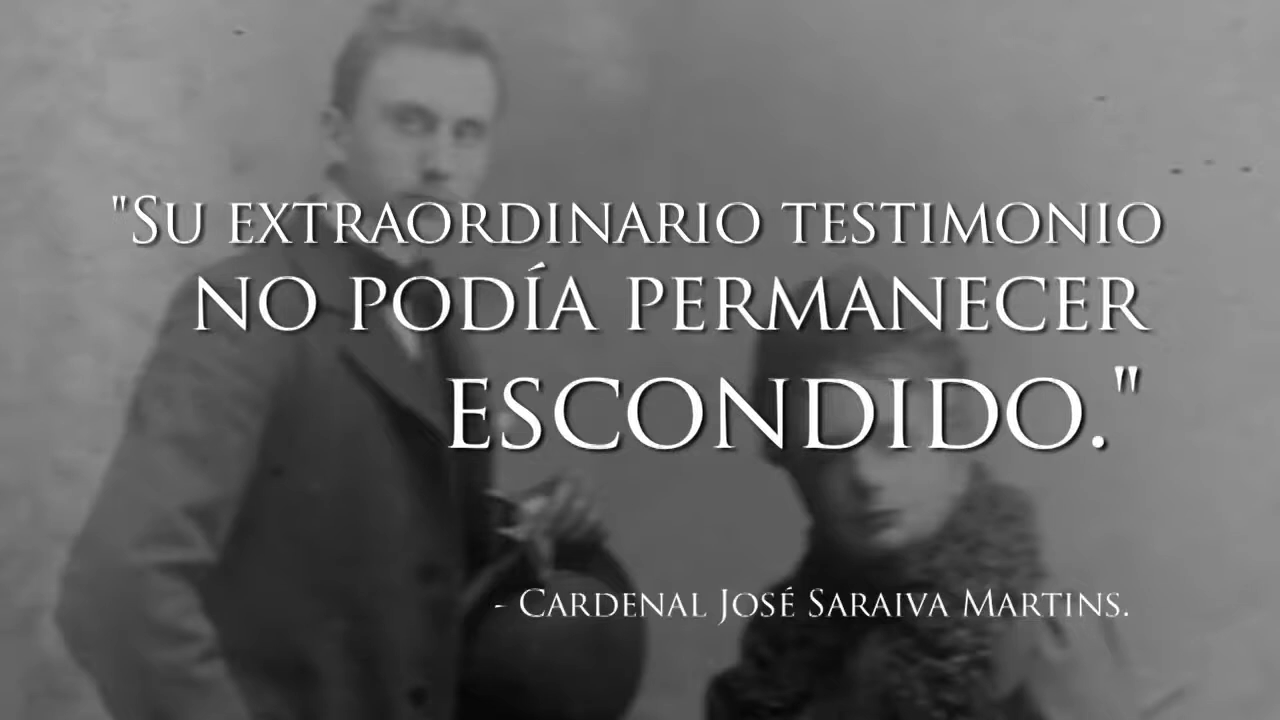 "Su extraordinario testimonio
no podía permanecer
escondido."
- Cardenal José Saraiva Martins.